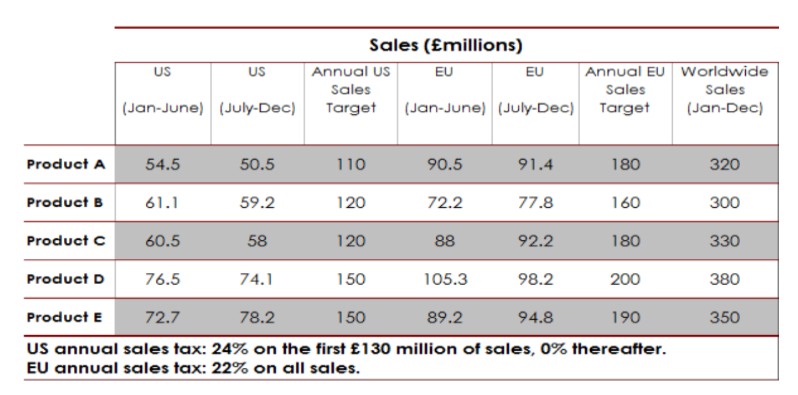 Sales (£millions)
US US Annual US EU EU Annual EU Worldwide
Sales Sales Sales
(Jan-June) (July-Dec) Target (Jan-June) (July-Dec) Target (Jan-Dec)
Product A 54.5 50.5 110 90.5 91.4 180 320
Product B 61.1 59.2 120 72.2 77.8 160 300
Product C 60.5 58 120 88 92.2 180 330
Product D 76.5 74.1 150 105.3 98.2 200 380
Product E 72.7 78.2 150 89.2 94.8 190 350
US annual sales tax: 24% on the first £130 million of sales, 0% thereafter.
EU annual sales tax: 22% on all sales.